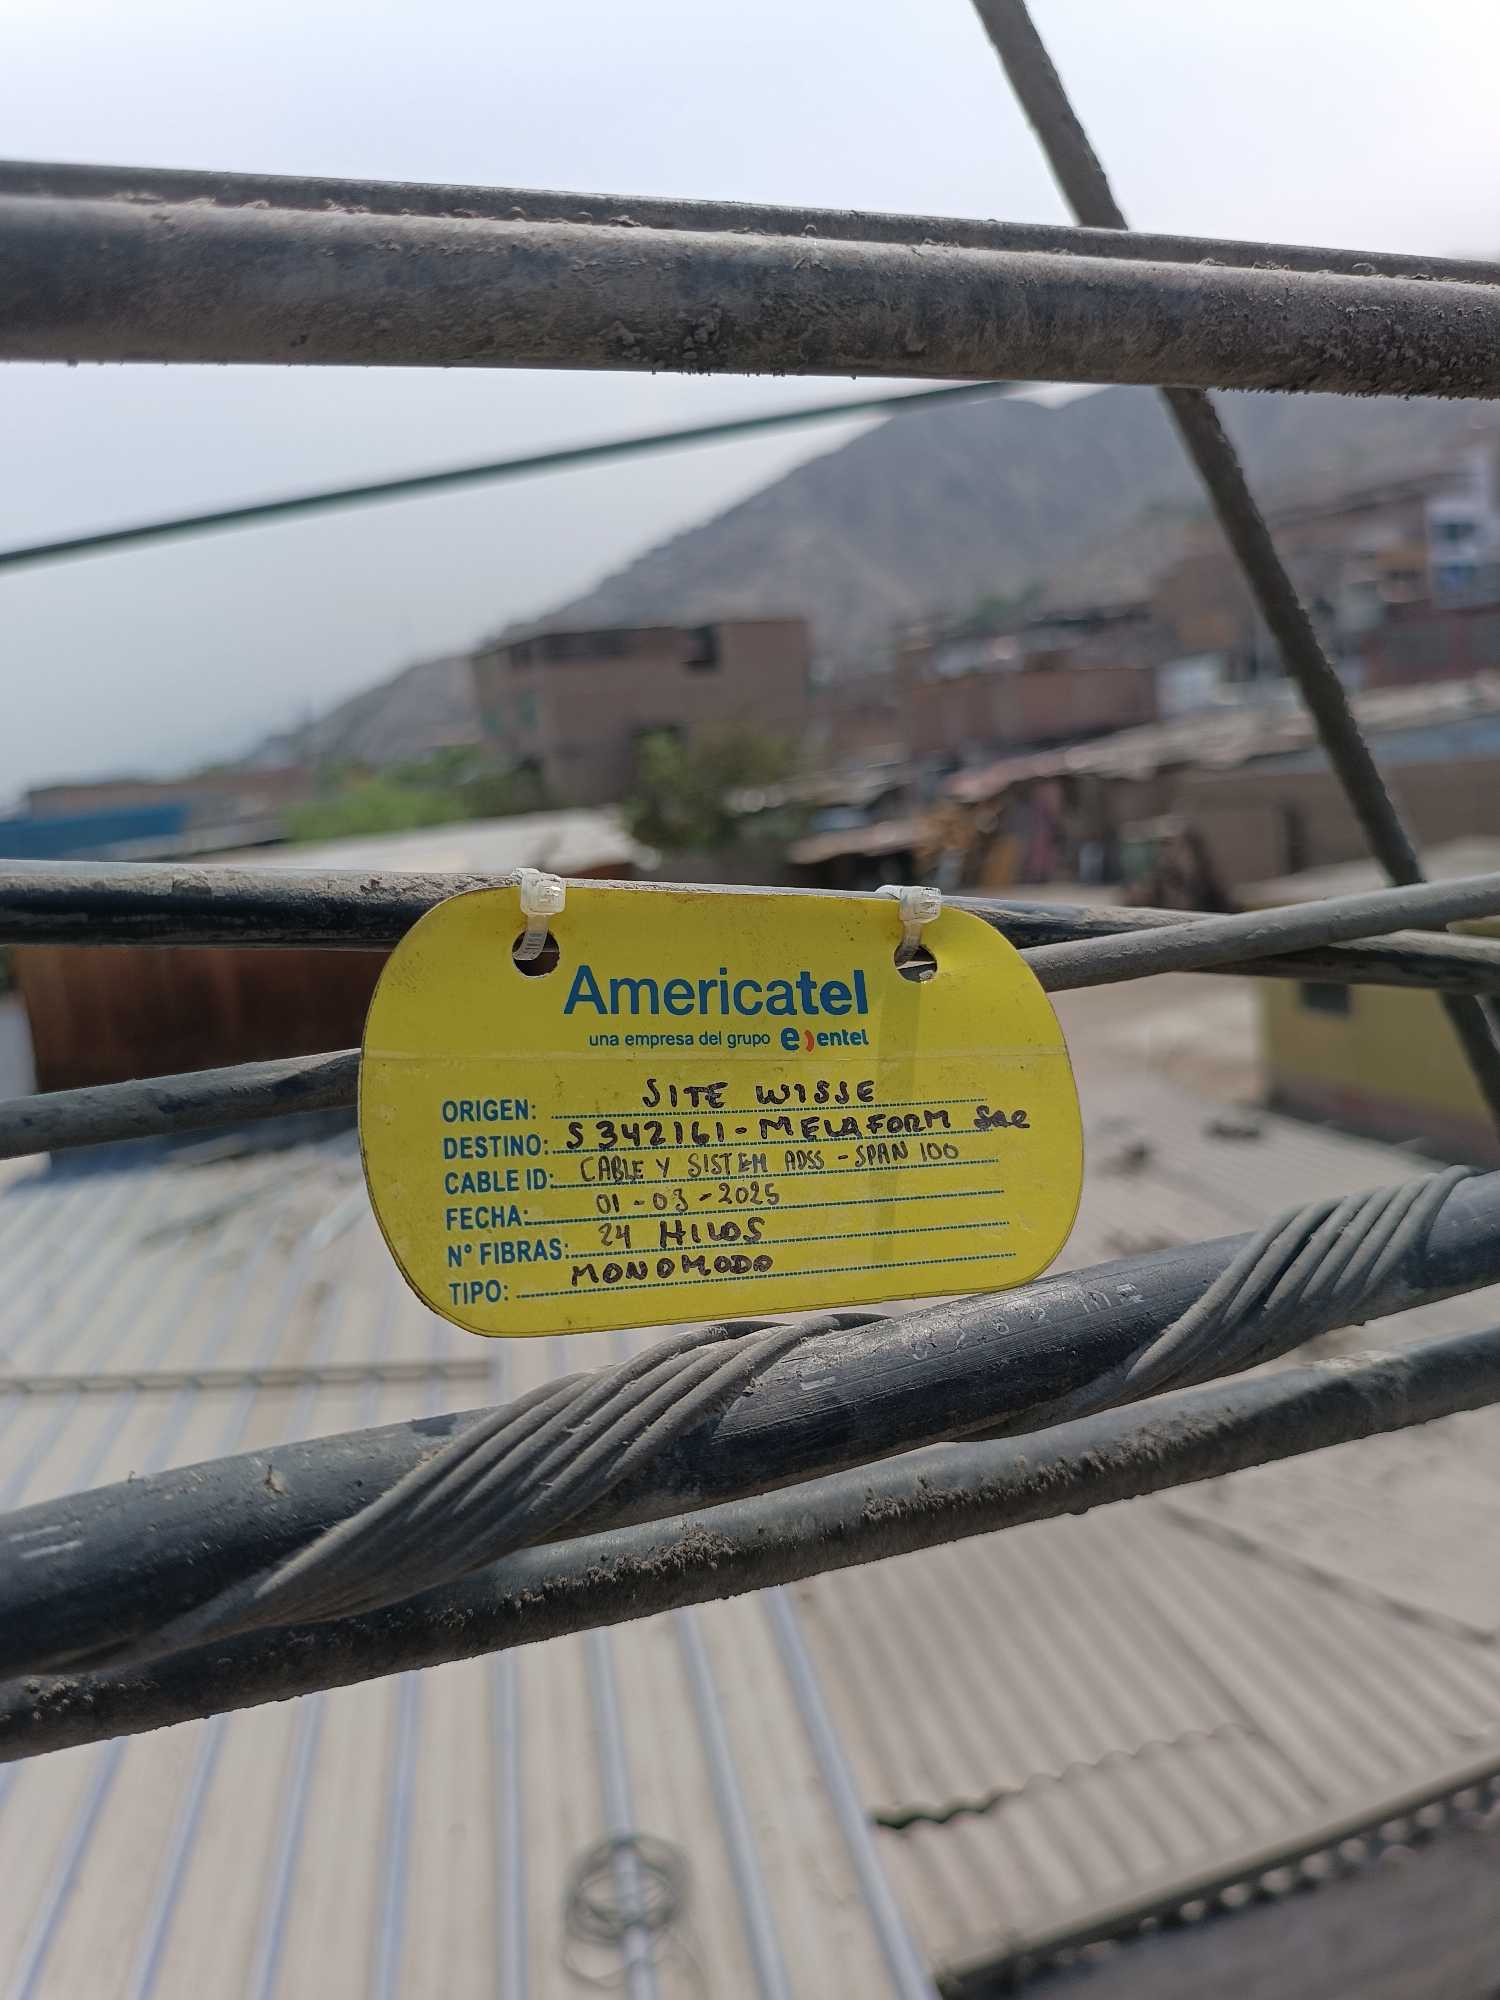 Americatel
una empresa del grupo entel
ORIGEN: SITE WISSE
DESTINO: S342161-MELAFORM SAC
CABLE ID: CABLE Y SISTEM ADSS - SPAN 100
FECHA: 01-03-2025
N° FIBRAS: 24 HILOS
TIPO: MONOMODO